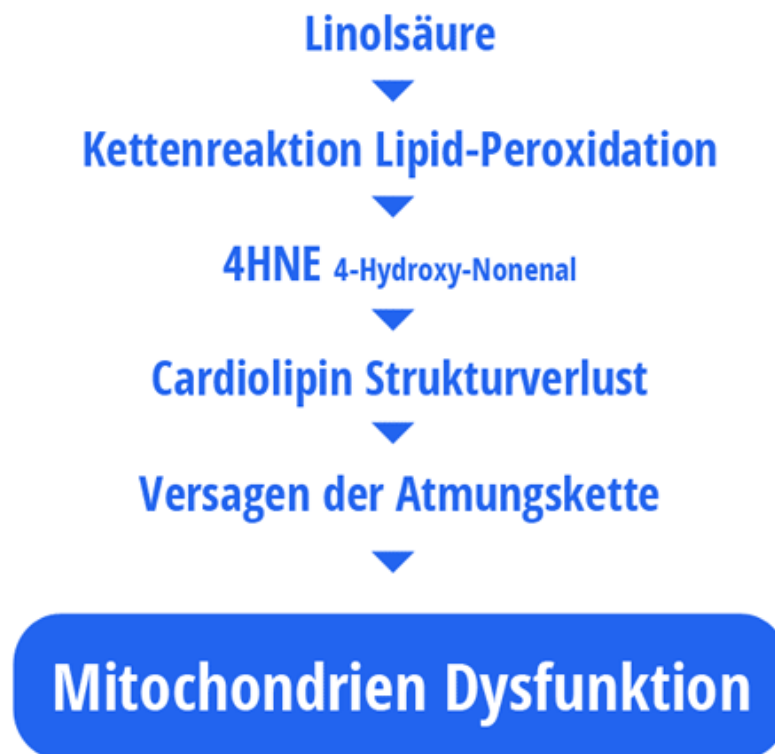 Linolsäure
Kettenreaktion Lipid-Peroxidation
4HNE 4-Hydroxy-Nonenal
Cardiolipin Strukturverlust
Versagen der Atmungskette
Mitochondrien Dysfunktion